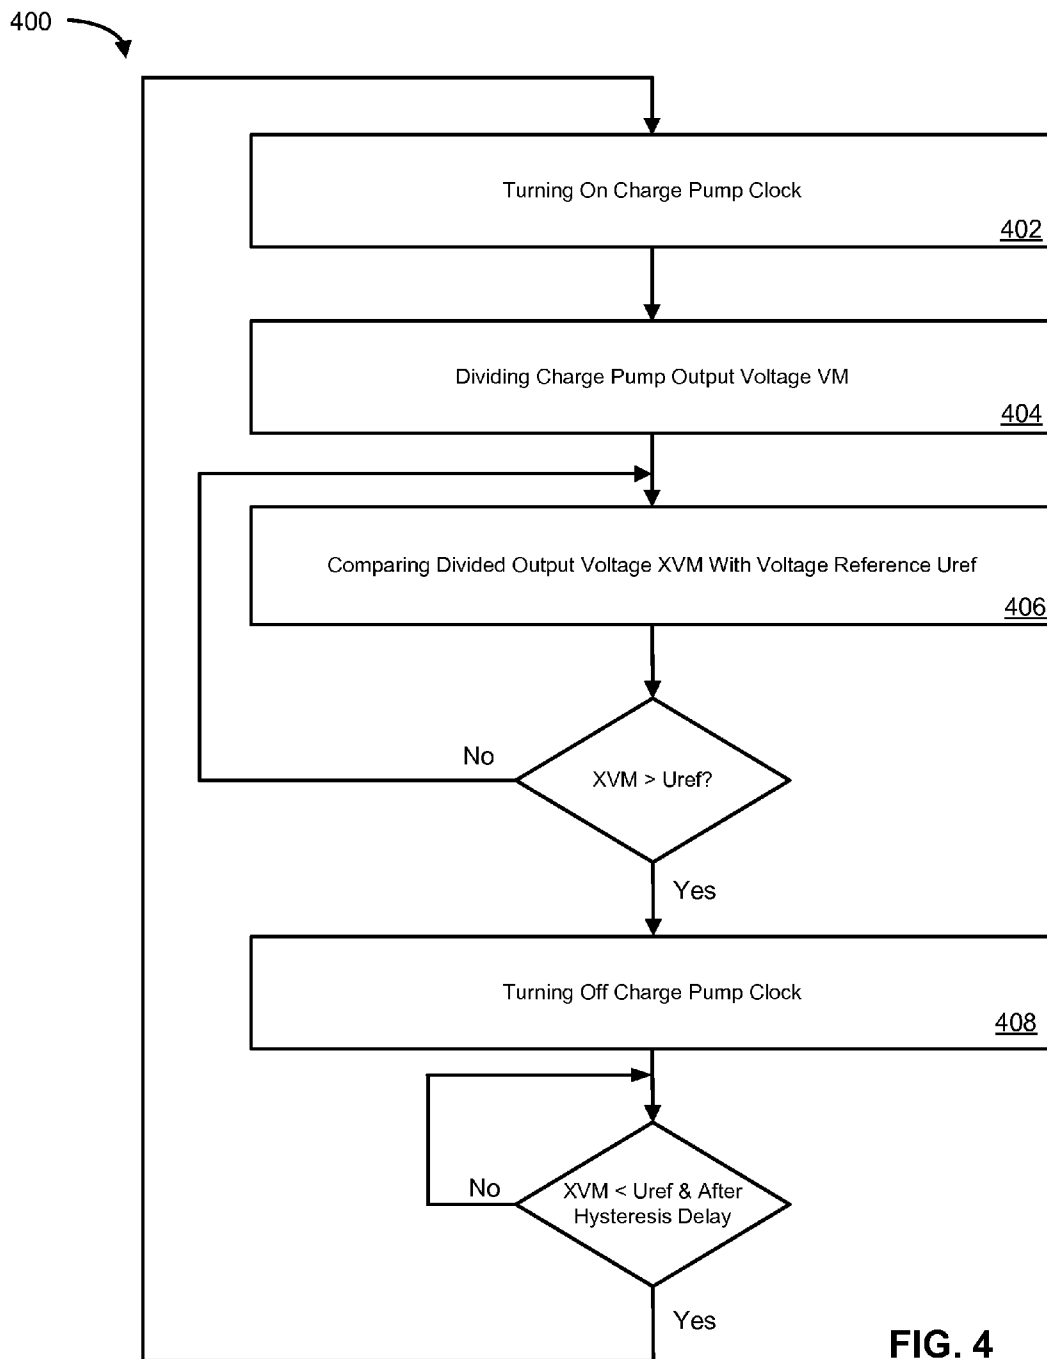 400
Turning On Charge Pump Clock
402
Dividing Charge Pump Output Voltage VM
404
Comparing Divided Output Voltage XVM With Voltage Reference Uref
406
No
XVM > Uref?
Yes
Turning Off Charge Pump Clock
408
No
XVM < Uref & After
Hysteresis Delay
Yes
FIG. 4